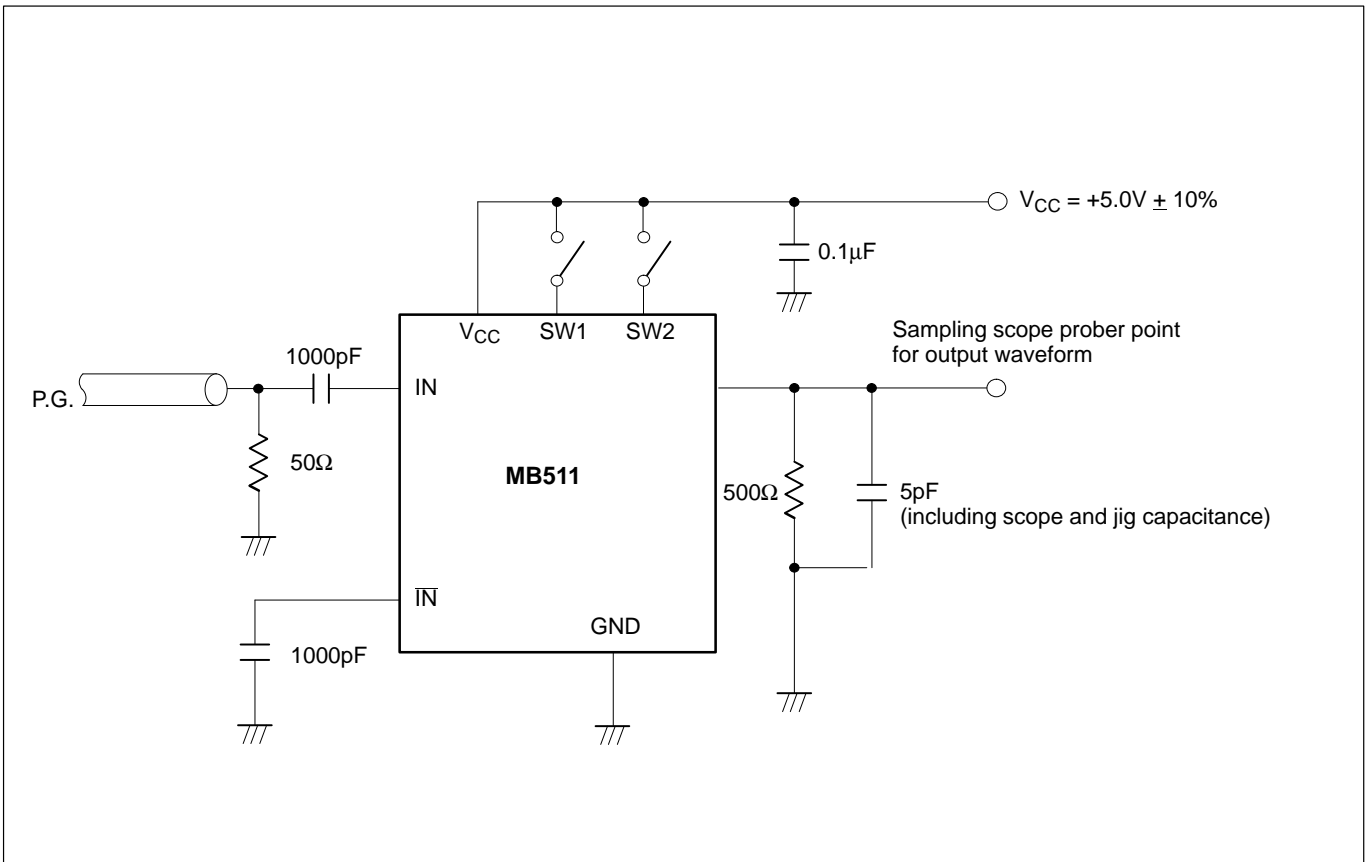 V_CC = +5.0V ± 10%
0.1μF
V_CC
SW1
SW2
Sampling scope prober point
for output waveform
1000pF
P.G.
IN
50Ω
MB511
500Ω
5pF
(including scope and jig capacitance)
I̅N̅
GND
1000pF